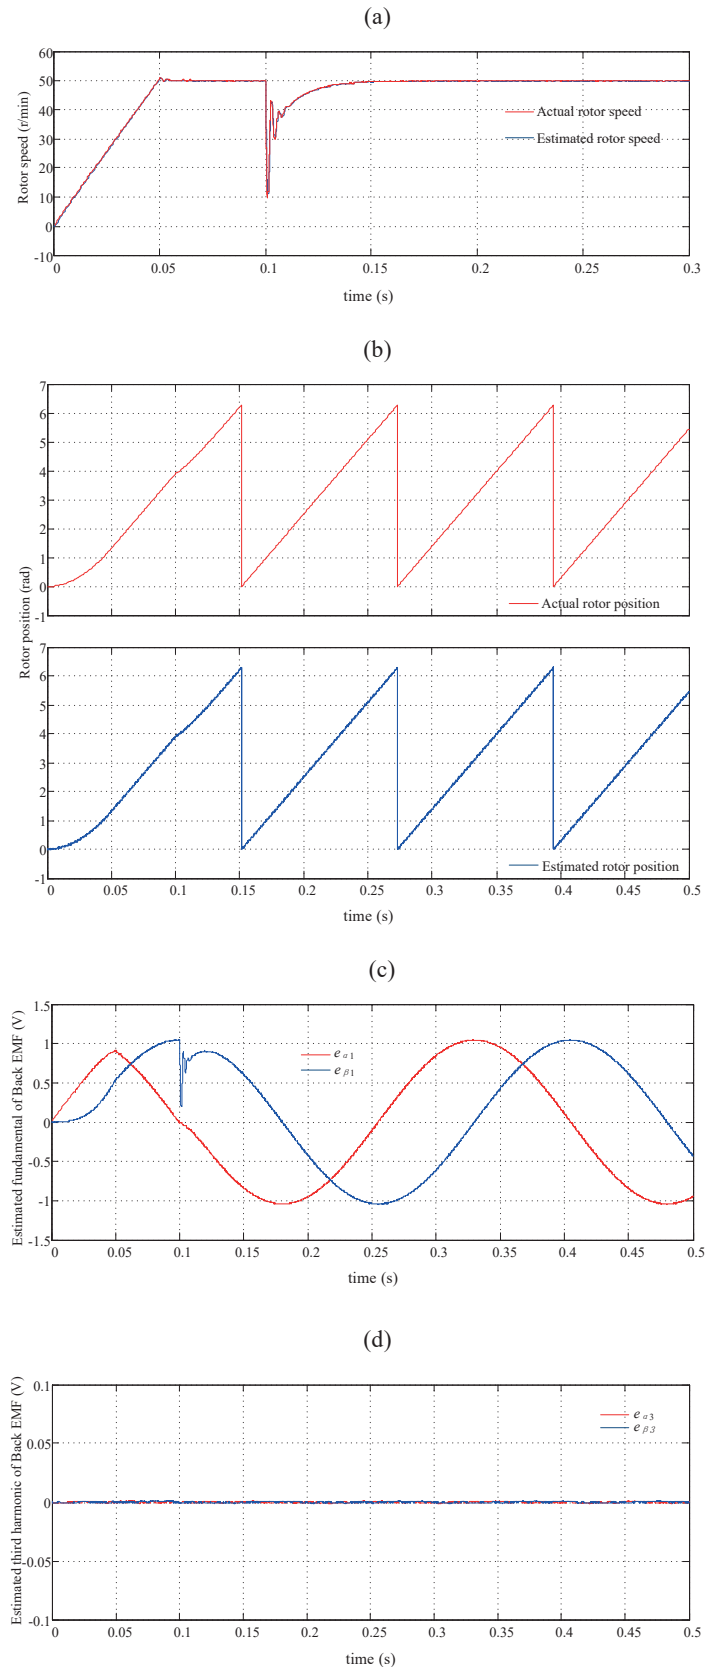 (a)
Rotor speed (r/min)
60
50
40
30
20
10
0
-10
Actual rotor speed
Estimated rotor speed
0 0.05 0.1 0.15 0.2 0.25 0.3
time (s)
(b)
Rotor position (rad)
7
6
5
4
3
2
1
0
-1
Actual rotor position
7
6
5
4
3
2
1
0
-1
Estimated rotor position
0 0.05 0.1 0.15 0.2 0.25 0.3 0.35 0.4 0.45 0.5
time (s)
(c)
Estimated fundamental of Back EMF (V)
1.5
1
0.5
0
-0.5
-1
-1.5
e α1
e β1
0 0.05 0.1 0.15 0.2 0.25 0.3 0.35 0.4 0.45 0.5
time (s)
(d)
Estimated third harmonic of Back EMF (V)
0.1
0.05
0
-0.05
-0.1
e α3
e β3
0 0.05 0.1 0.15 0.2 0.25 0.3 0.35 0.4 0.45 0.5
time (s)